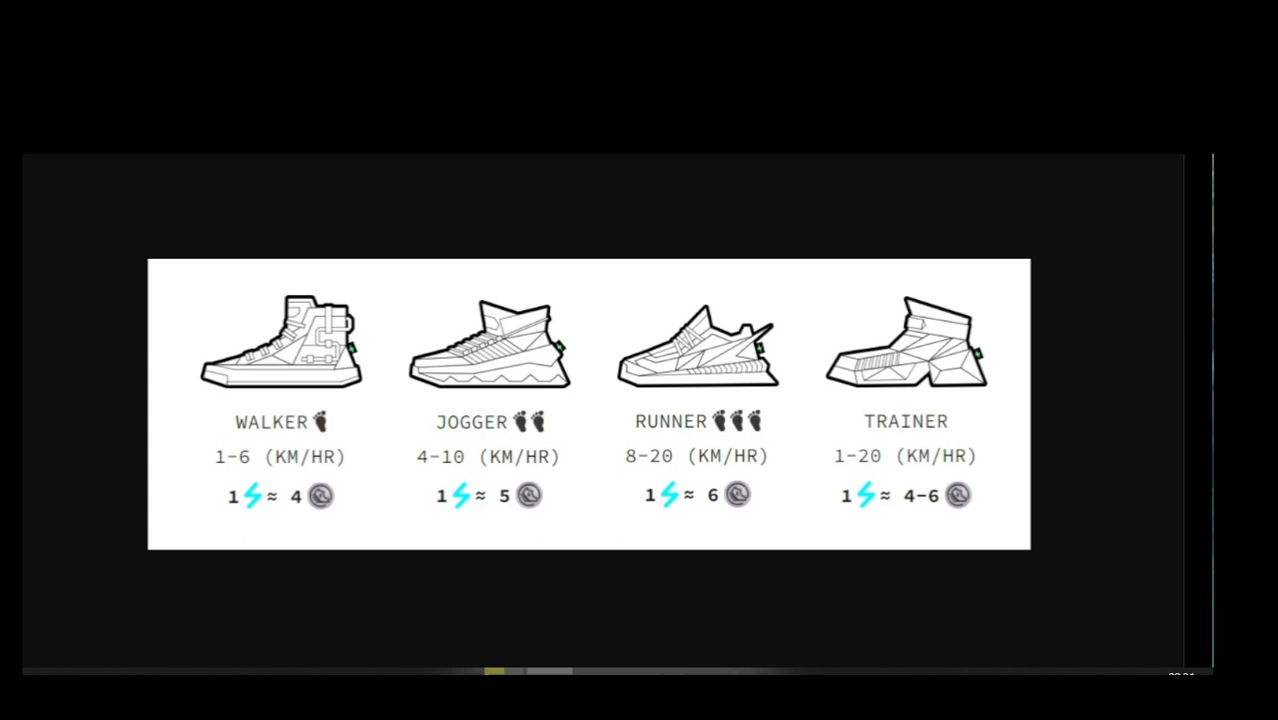 WALKER
JOGGER
RUNNER
TRAINER
1-6 (KM/HR)
4-10 (KM/HR)
8-20 (KM/HR)
1-20 (KM/HR)
1 ≈ 4
1 ≈ 5
1 ≈ 6
1 ≈ 4-6